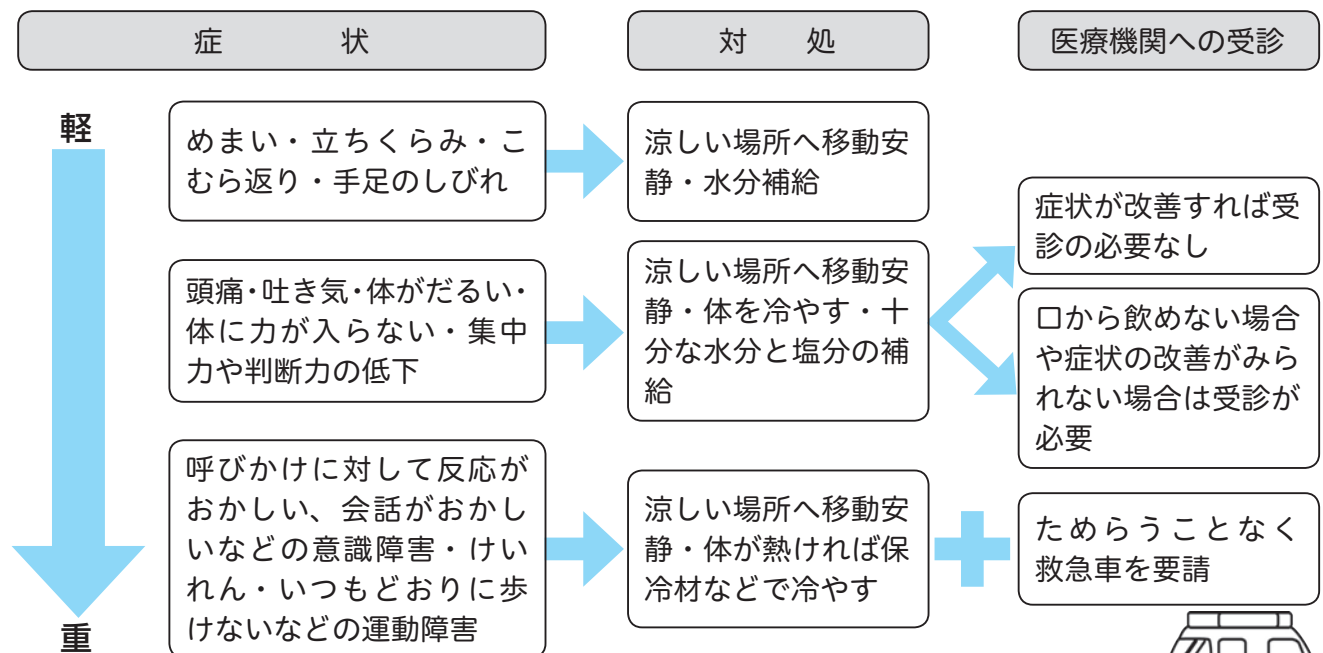 症状
対処
医療機関への受診
軽
めまい・立ちくらみ・こ
むら返り・手足のしびれ
涼しい場所へ移動安
静・水分補給
頭痛・吐き気・体がだるい・
体に力が入らない・集中
力や判断力の低下
涼しい場所へ移動安
静・体を冷やす・十
分な水分と塩分の補
給
症状が改善すれば受
診の必要なし
口から飲めない場合
や症状の改善がみら
れない場合は受診が
必要
呼びかけに対して反応が
おかしい、会話がおかし
いなどの意識障害・けい
れん・いつもどおりに歩
けないなどの運動障害
涼しい場所へ移動安
静・体が熱ければ保
冷材などで冷やす
ためらうことなく
救急車を要請
重